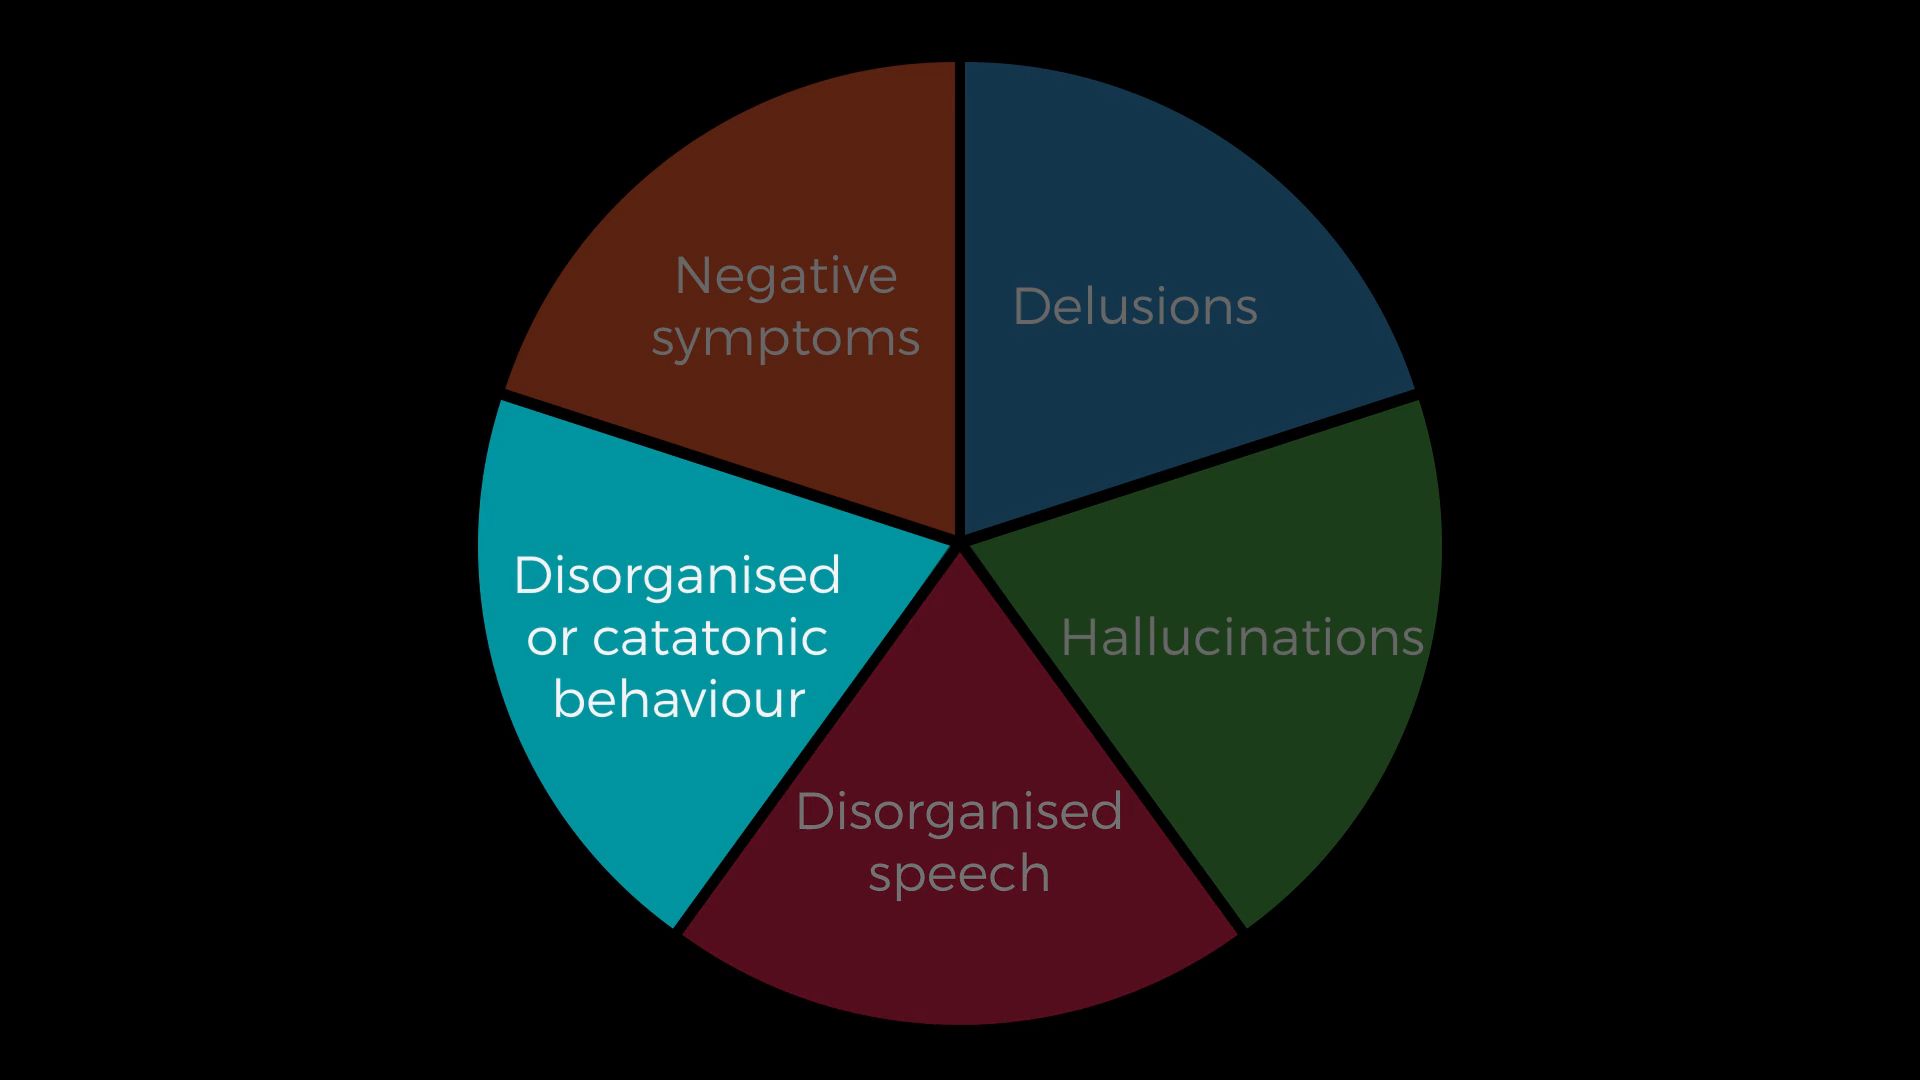 Negative
symptoms
Delusions
Disorganised
or catatonic
behaviour
Hallucinations
Disorganised
speech